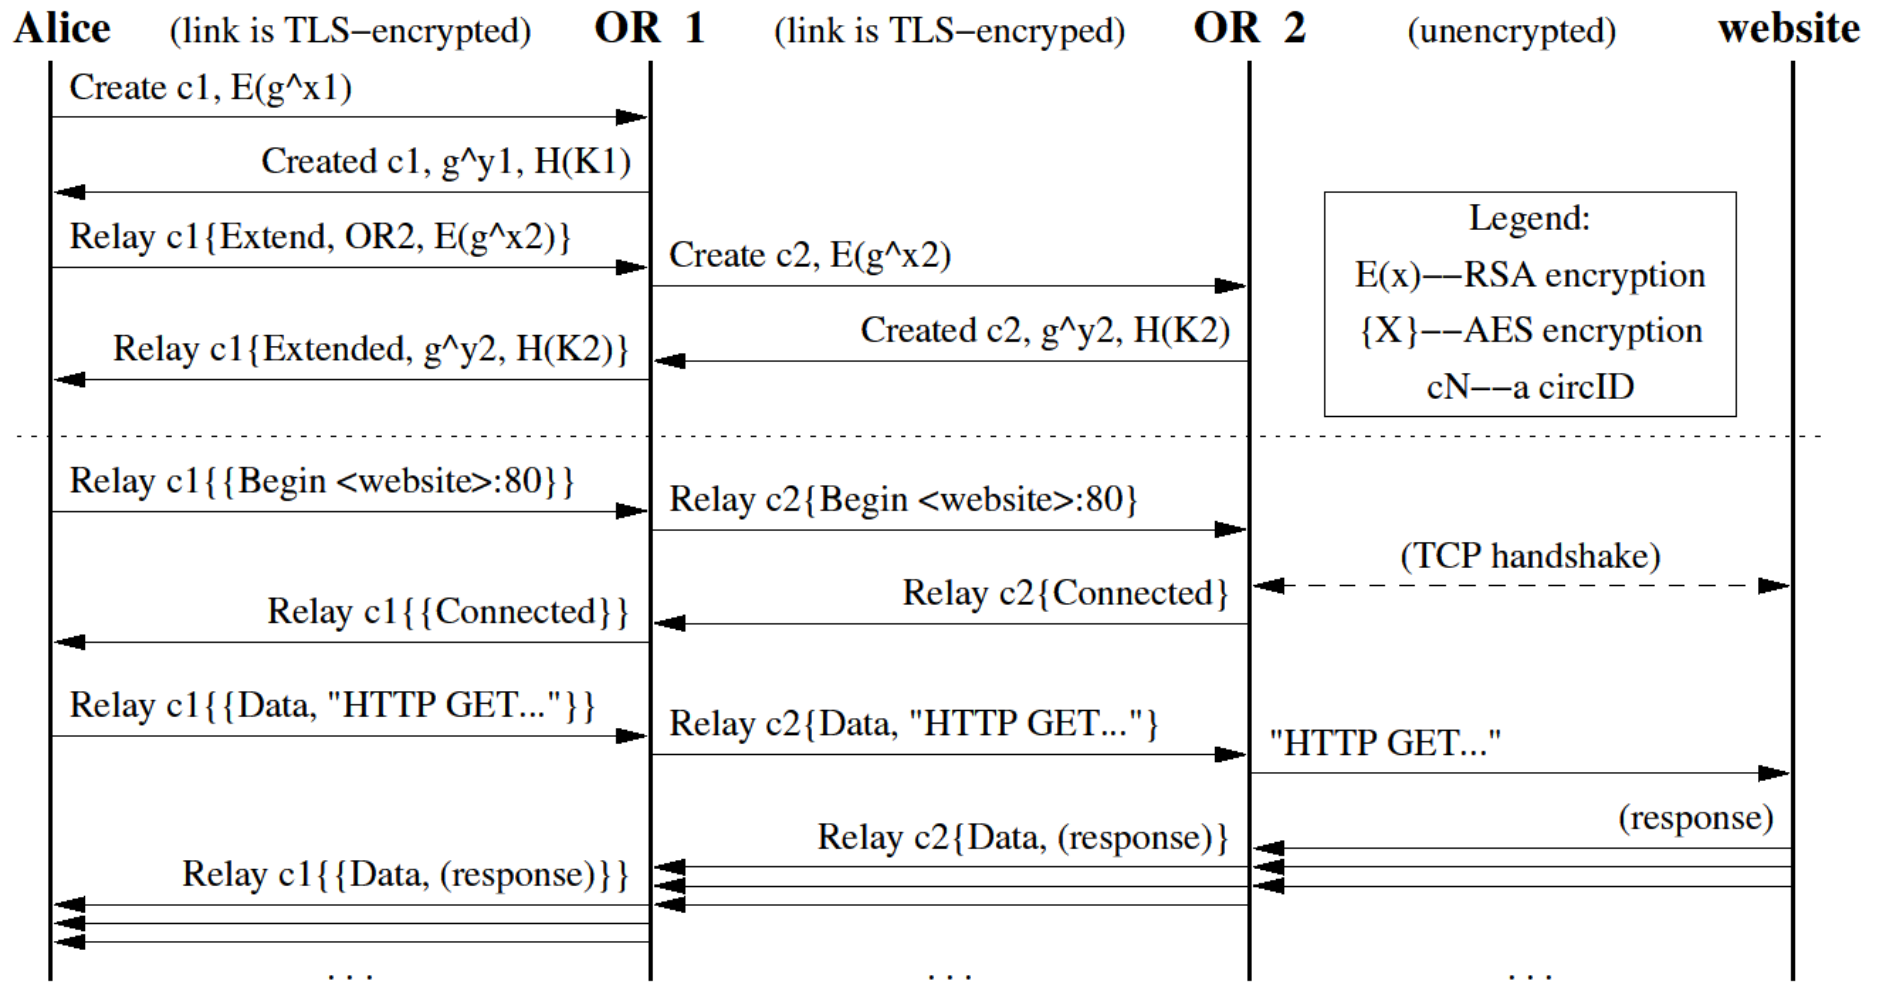 Alice (link is TLS−encrypted) OR 1 (link is TLS−encryped) OR 2 (unencrypted) website
Create c1, E(g^x1)
Created c1, g^y1, H(K1)
Relay c1{Extend, OR2, E(g^x2)}
Create c2, E(g^x2)
Created c2, g^y2, H(K2)
Relay c1{Extended, g^y2, H(K2)}
Legend:
E(x)−−RSA encryption
{X}−−AES encryption
cN−−a circID
Relay c1{{Begin <website>:80}}
Relay c2{Begin <website>:80}
(TCP handshake)
Relay c2{Connected}
Relay c1{{Connected}}
Relay c1{{Data, "HTTP GET..."}}
Relay c2{Data, "HTTP GET..."}
"HTTP GET..."
(response)
Relay c2{Data, (response)}
Relay c1{{Data, (response)}}
. . . . . . . . .